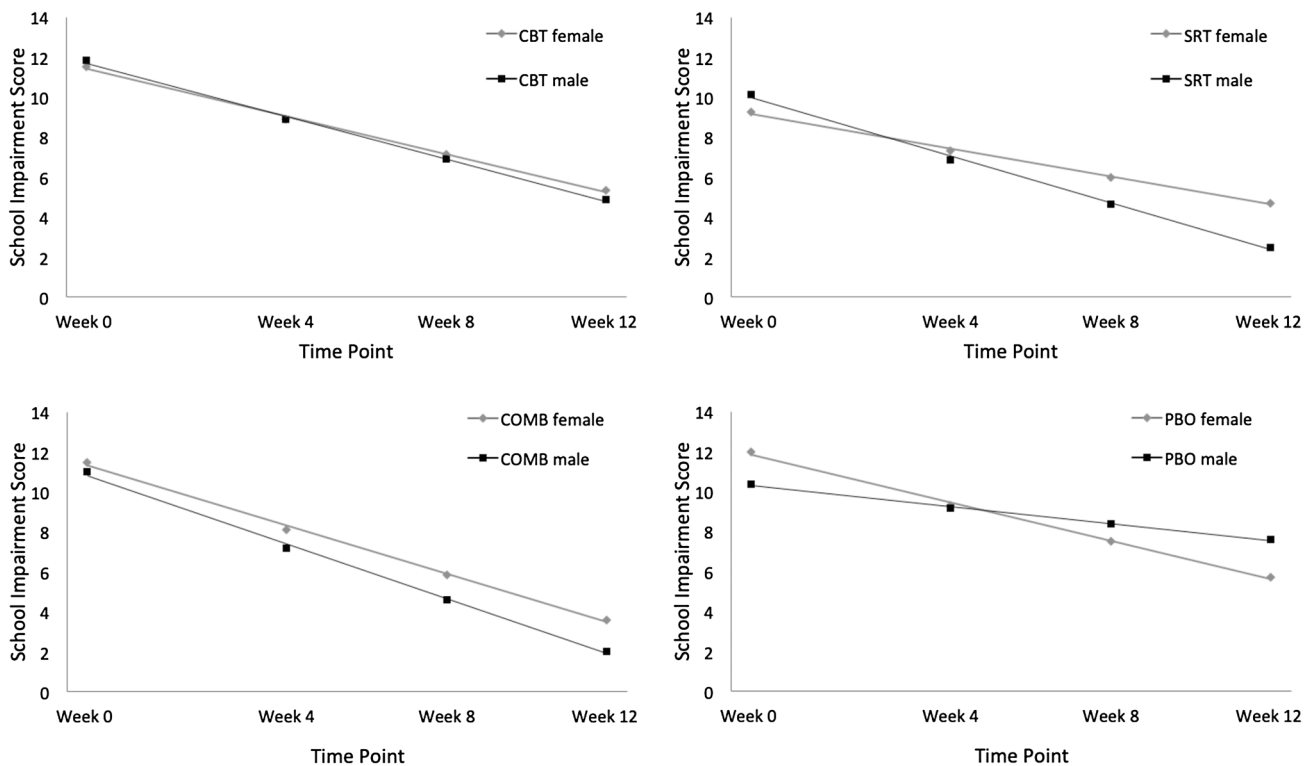 School Impairment Score
14
12
10
8
6
4
2
0
CBT female
CBT male
Week 0 Week 4 Week 8 Week 12
Time Point
School Impairment Score
14
12
10
8
6
4
2
0
SRT female
SRT male
Week 0 Week 4 Week 8 Week 12
Time Point
School Impairment Score
14
12
10
8
6
4
2
0
COMB female
COMB male
Week 0 Week 4 Week 8 Week 12
Time Point
School Impairment Score
14
12
10
8
6
4
2
0
PBO female
PBO male
Week 0 Week 4 Week 8 Week 12
Time Point